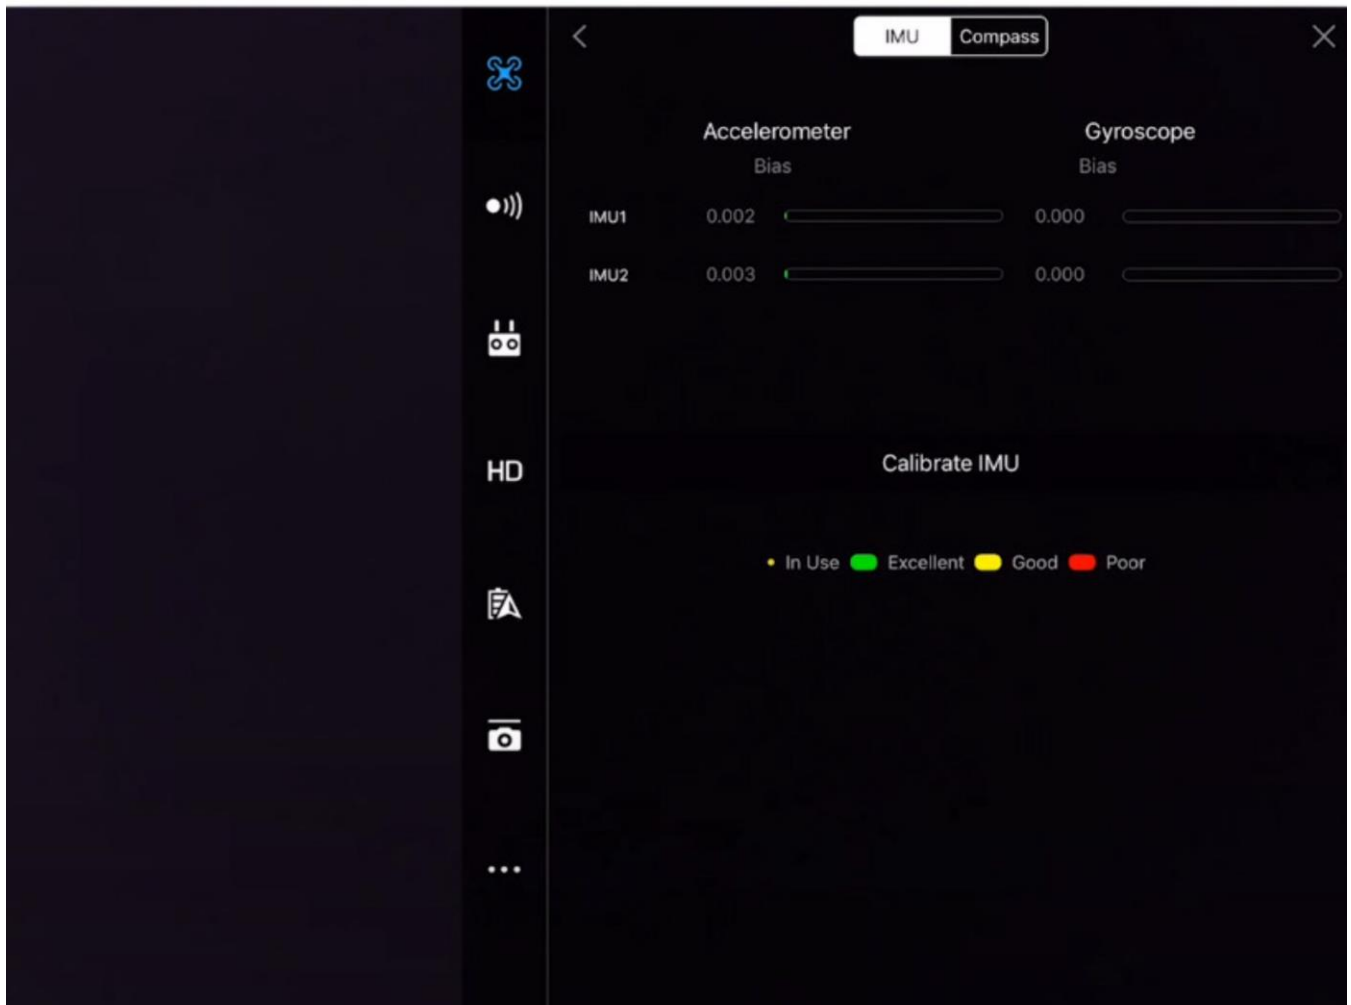 IMU Compass
Accelerometer Gyroscope
Bias Bias
IMU1 0.002 0.000
IMU2 0.003 0.000
Calibrate IMU
HD
In Use Excellent Good Poor